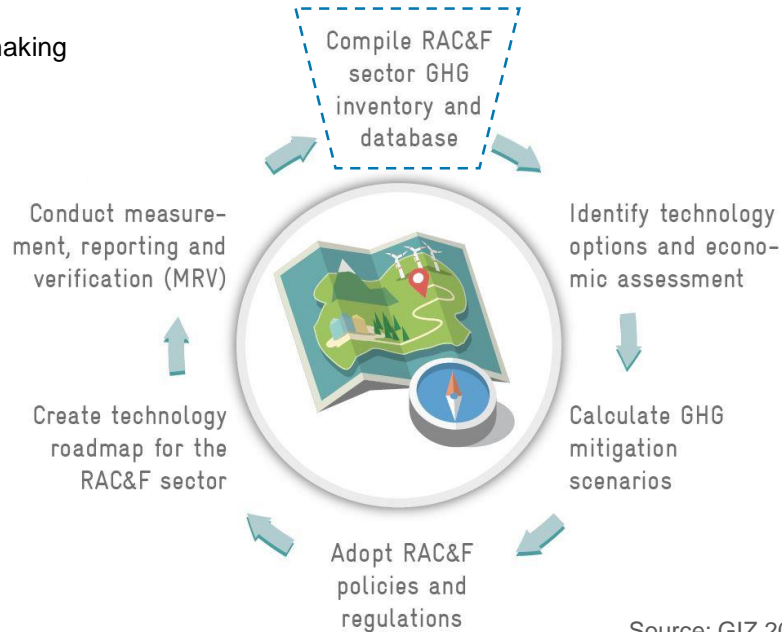 making
Compile RAC&F
sector GHG
inventory and
database
Identify technology
options and econo-
mic assessment
Calculate GHG
mitigation
scenarios
Adopt RAC&F
policies and
regulations
Create technology
roadmap for the
RAC&F sector
Conduct measure-
ment, reporting and
verification (MRV)
Source: GIZ 20